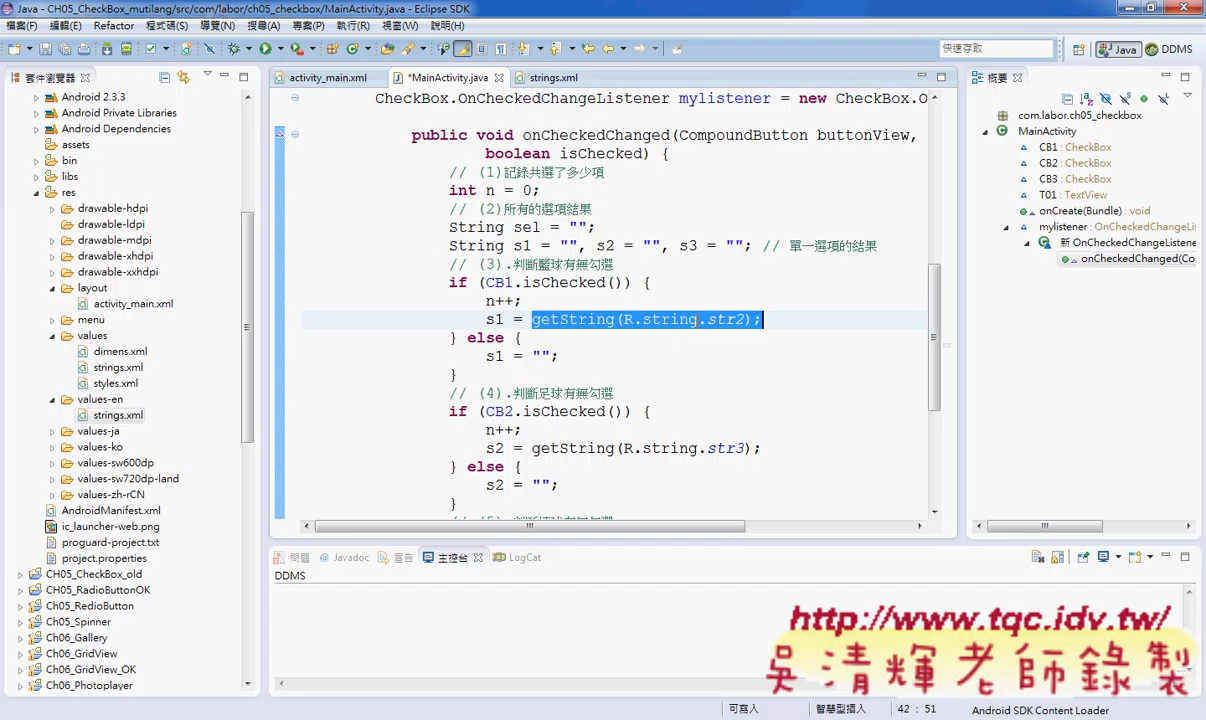 Java - CH05_CheckBox_mutilang/src/com/labor/ch05_checkbox/MainActivity.java - Eclipse SDK
檔案(F) 編輯(E) Refactor 程式碼(S) 導覽(N) 搜尋(A) 專案(P) 執行(R) 視窗(W) 說明(H)
快速存取
Java
DDMS
套件瀏覽器
Android 2.3.3
Android Private Libraries
Android Dependencies
assets
bin
libs
res
drawable-hdpi
drawable-ldpi
drawable-mdpi
drawable-xhdpi
drawable-xxhdpi
layout
activity_main.xml
menu
values
dimens.xml
strings.xml
styles.xml
values-en
strings.xml
values-ja
values-ko
values-sw600dp
values-sw720dp-land
values-zh-rCN
AndroidManifest.xml
ic_launcher-web.png
proguard-project.txt
project.properties
CH05_CheckBox_old
CH05_RadioButtonOK
CH05_RedioButton
CH05_Spinner
Ch06_Gallery
Ch06_GridView
Ch06_GridView_OK
Ch06_Photoplayer
activity_main.xml
*MainActivity.java
strings.xml
CheckBox.OnCheckedChangeListener mylistener = new CheckBox.O
public void onCheckedChanged(CompoundButton buttonView,
boolean isChecked) {
// (1)記錄共選了多少項
int n = 0;
// (2)所有的選項結果
String sel = "";
String s1 = "", s2 = "", s3 = ""; // 單一選項的結果
// (3).判斷籃球有無勾選
if (CB1.isChecked()) {
n++;
s1 = getString(R.string.str2);
} else {
s1 = "";
}
// (4).判斷足球有無勾選
if (CB2.isChecked()) {
n++;
s2 = getString(R.string.str3);
} else {
s2 = "";
}
概要
com.labor.ch05_checkbox
MainActivity
CB1 : CheckBox
CB2 : CheckBox
CB3 : CheckBox
T01 : TextView
onCreate(Bundle) : void
mylistener : OnCheckedChangeListe
新 OnCheckedChangeListene
onCheckedChanged(Co
問題
Javadoc
宣告
主控台
LogCat
DDMS
http://www.tqc.idv.tw/
吳清輝老師錄製
可寫入
智慧型插入
42 : 51
Android SDK Content Loader